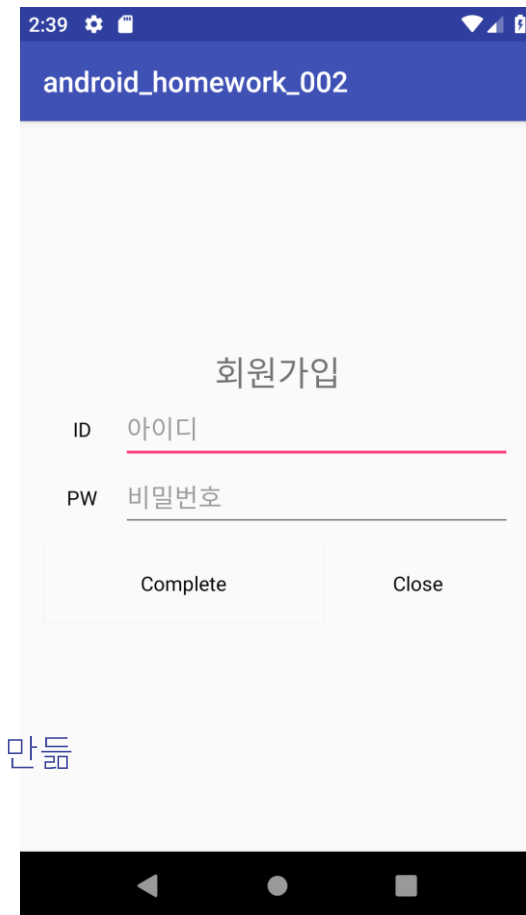 2:39
android_homework_002
회원가입
ID 아이디
PW 비밀번호
Complete Close
만듦